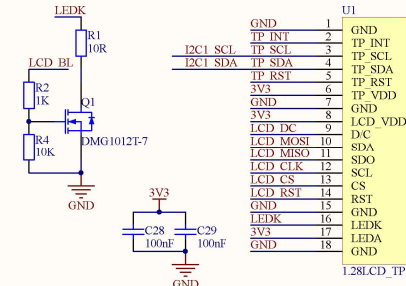 LEDK
R1
10R
LCD_BL
R2
1K
Q1
DMG1012T-7
R4
10K
GND
3V3
C28
100nF
C29
100nF
GND
U1
GND 1 GND
TP_INT 2 TP_INT
I2C1_SCL TP_SCL 3 TP_SCL
I2C1_SDA TP_SDA 4 TP_SDA
TP_RST 5 TP_RST
3V3 6 TP_VDD
GND 7 GND
3V3 8 LCD_VDD
LCD_DC 9 D/C
LCD_MOSI 10 SDA
LCD_MISO 11 SDO
LCD_CLK 12 SCL
LCD_CS 13 CS
LCD_RST 14 RST
GND 15 GND
LEDK 16 LEDK
3V3 17 LEDA
GND 18 GND
1.28LCD_TP